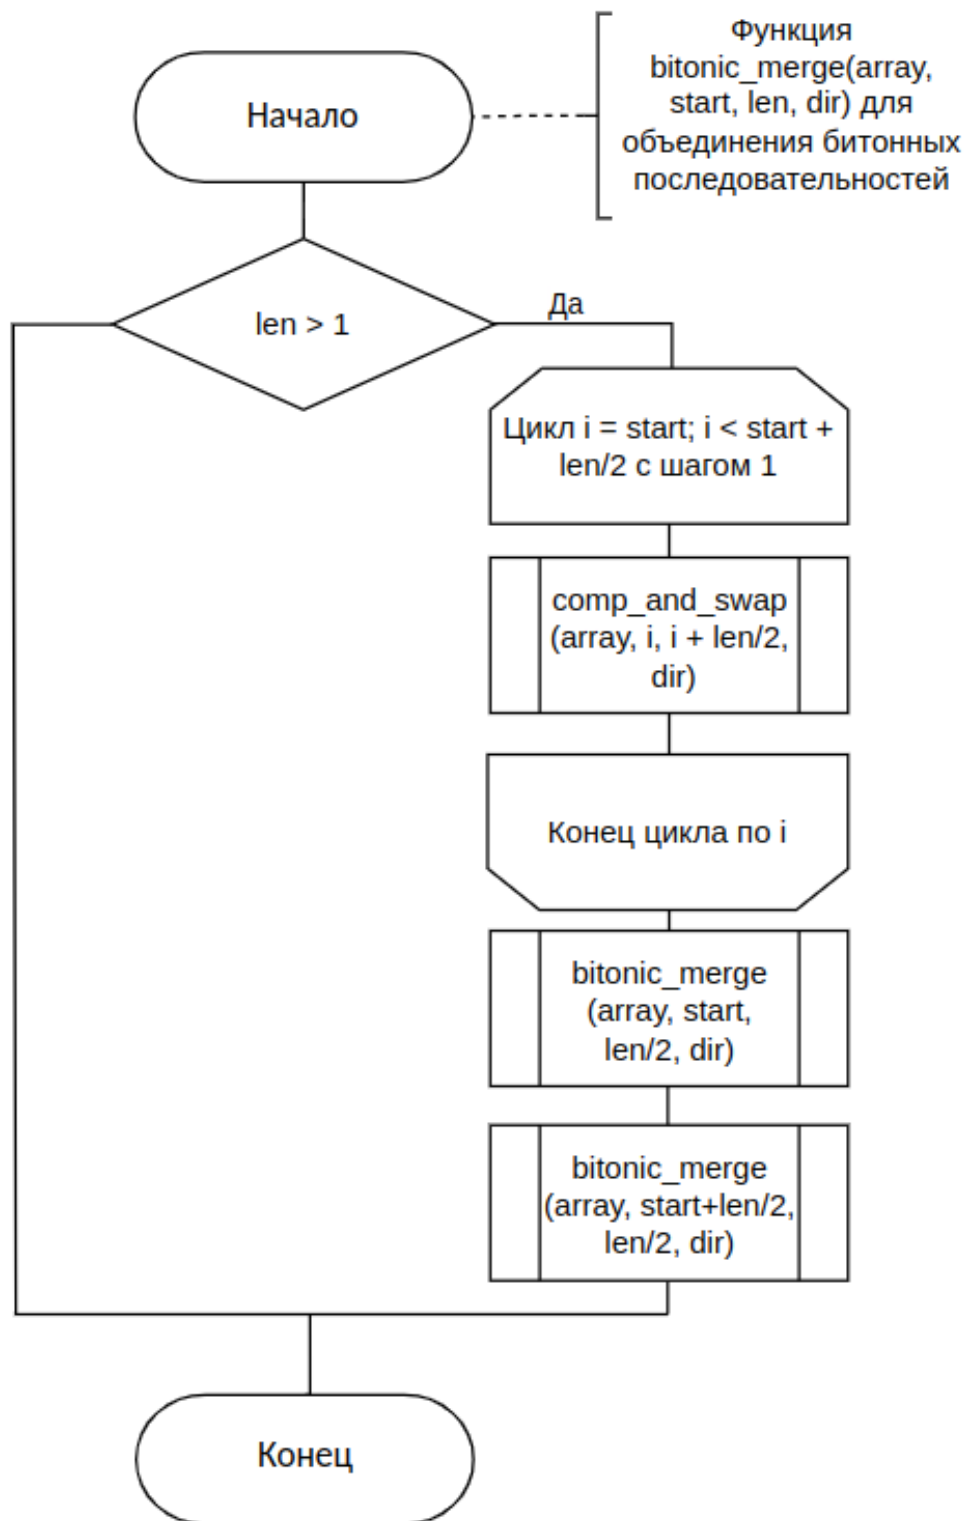 Начало
Функция
bitonic_merge(array,
start, len, dir) для
объединения битонных
последовательностей
len > 1
Да
Цикл i = start; i < start +
len/2 с шагом 1
comp_and_swap
(array, i, i + len/2,
dir)
Конец цикла по i
bitonic_merge
(array, start,
len/2, dir)
bitonic_merge
(array, start+len/2,
len/2, dir)
Конец